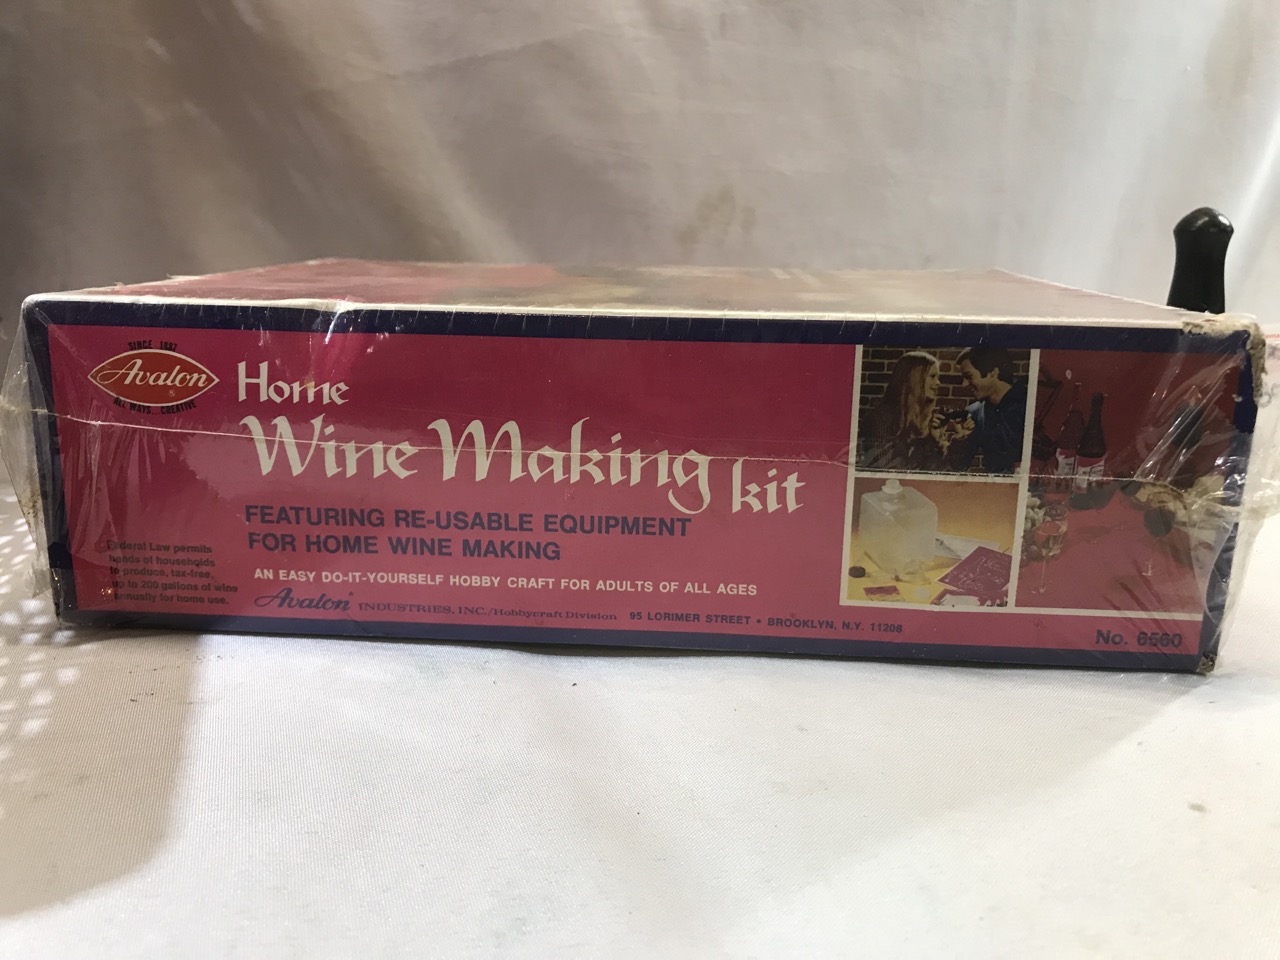 SINCE 1887
Avalon
ALL WAYS... CREATIVE
Home
Wine Making
kit
FEATURING RE-USABLE EQUIPMENT
FOR HOME WINE MAKING
AN EASY DO-IT-YOURSELF HOBBY CRAFT FOR ADULTS OF ALL AGES
Avalon INDUSTRIES, INC./Hobbycraft Division 95 LORIMER STREET • BROOKLYN, N.Y. 11206
Federal Law permits
heads of households
to produce, tax-free,
up to 200 gallons of wine
annually for home use.
No. 6560